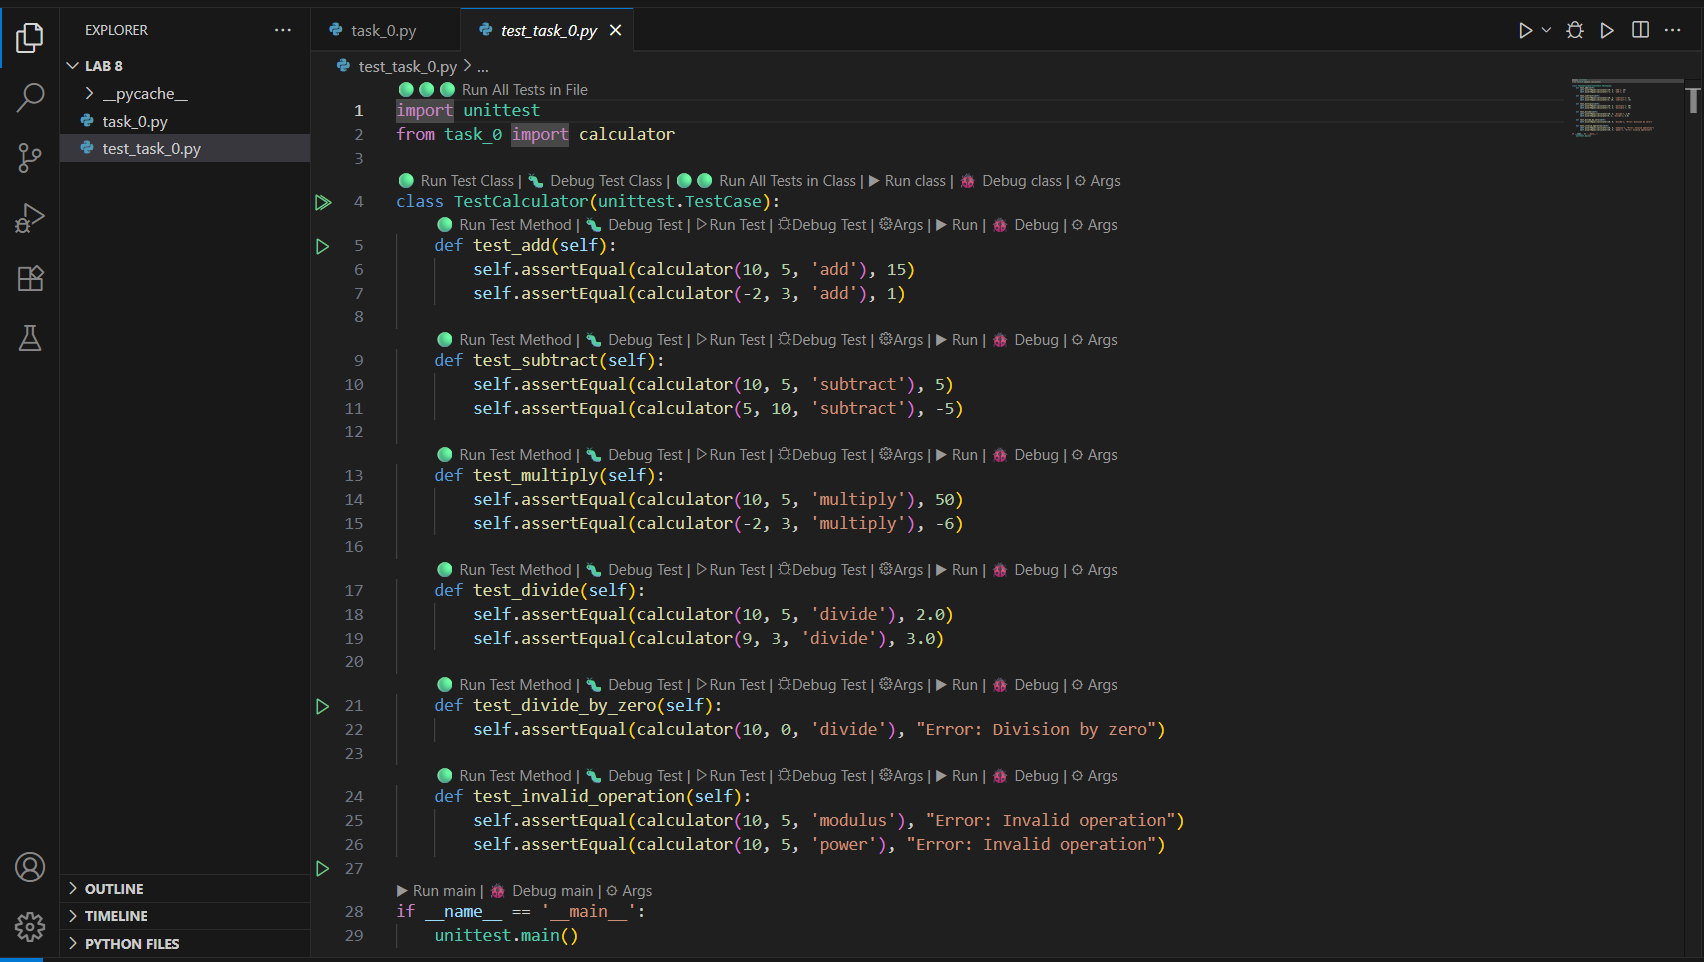 EXPLORER
LAB 8
__pycache__
task_0.py
test_task_0.py
OUTLINE
TIMELINE
PYTHON FILES
task_0.py
test_task_0.py
test_task_0.py > ...
Run All Tests in File
1 import unittest
2 from task_0 import calculator
3
Run Test Class | Debug Test Class | Run All Tests in Class | Run class | Debug class | Args
4 class TestCalculator(unittest.TestCase):
Run Test Method | Debug Test | Run Test | Debug Test | Args | Run | Debug | Args
5 def test_add(self):
6 self.assertEqual(calculator(10, 5, 'add'), 15)
7 self.assertEqual(calculator(-2, 3, 'add'), 1)
8
Run Test Method | Debug Test | Run Test | Debug Test | Args | Run | Debug | Args
9 def test_subtract(self):
10 self.assertEqual(calculator(10, 5, 'subtract'), 5)
11 self.assertEqual(calculator(5, 10, 'subtract'), -5)
12
Run Test Method | Debug Test | Run Test | Debug Test | Args | Run | Debug | Args
13 def test_multiply(self):
14 self.assertEqual(calculator(10, 5, 'multiply'), 50)
15 self.assertEqual(calculator(-2, 3, 'multiply'), -6)
16
Run Test Method | Debug Test | Run Test | Debug Test | Args | Run | Debug | Args
17 def test_divide(self):
18 self.assertEqual(calculator(10, 5, 'divide'), 2.0)
19 self.assertEqual(calculator(9, 3, 'divide'), 3.0)
20
Run Test Method | Debug Test | Run Test | Debug Test | Args | Run | Debug | Args
21 def test_divide_by_zero(self):
22 self.assertEqual(calculator(10, 0, 'divide'), "Error: Division by zero")
23
Run Test Method | Debug Test | Run Test | Debug Test | Args | Run | Debug | Args
24 def test_invalid_operation(self):
25 self.assertEqual(calculator(10, 5, 'modulus'), "Error: Invalid operation")
26 self.assertEqual(calculator(10, 5, 'power'), "Error: Invalid operation")
27
Run main | Debug main | Args
28 if __name__ == '__main__':
29 unittest.main()